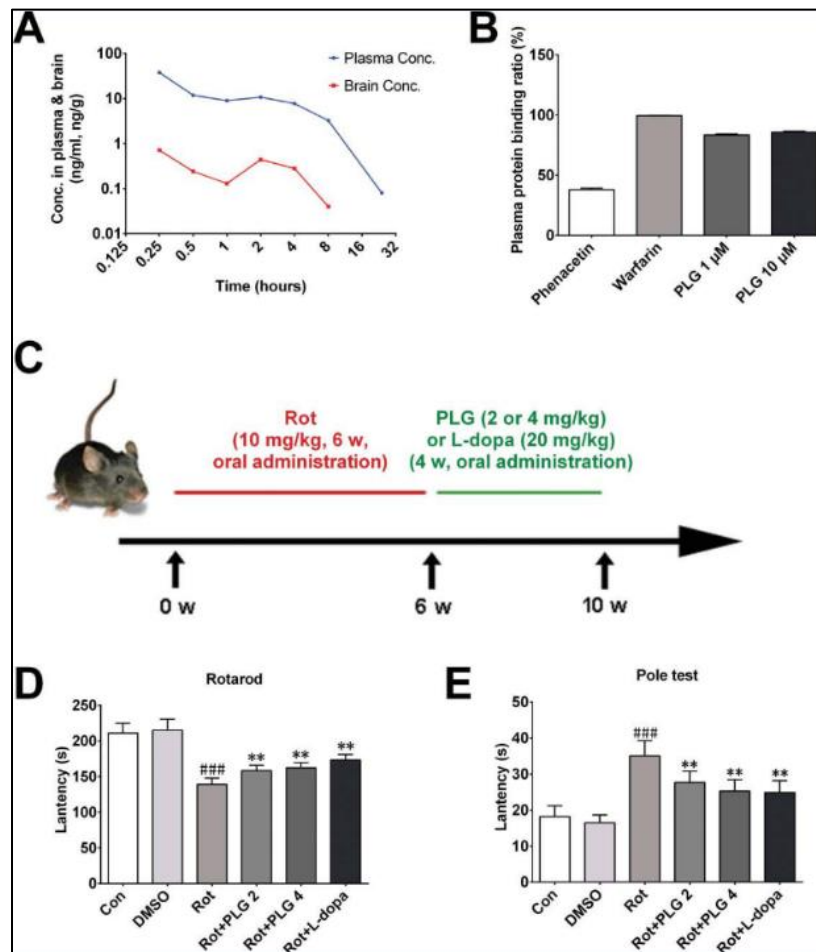 A
Conc. in plasma & brain
(ng/ml, ng/g)
100
10
1
0.1
0.01
0.125
0.25
0.5
1
2
4
8
16
32
Time (hours)
Plasma Conc.
Brain Conc.
B
Plasma protein binding ratio (%)
150
100
50
0
Phenacetin
Warfarin
PLG 1 µM
PLG 10 µM
C
Rot
(10 mg/kg, 6 w,
oral administration)
PLG (2 or 4 mg/kg)
or L-dopa (20 mg/kg)
(4 w, oral administration)
0 w
6 w
10 w
D
Rotarod
Lantency (s)
250
200
150
100
50
0
###
**
**
**
Con
DMSO
Rot
Rot+PLG 2
Rot+PLG 4
Rot+L-dopa
E
Pole test
Lantency (s)
50
40
30
20
10
0
###
**
**
**
Con
DMSO
Rot
Rot+PLG 2
Rot+PLG 4
Rot+L-dopa